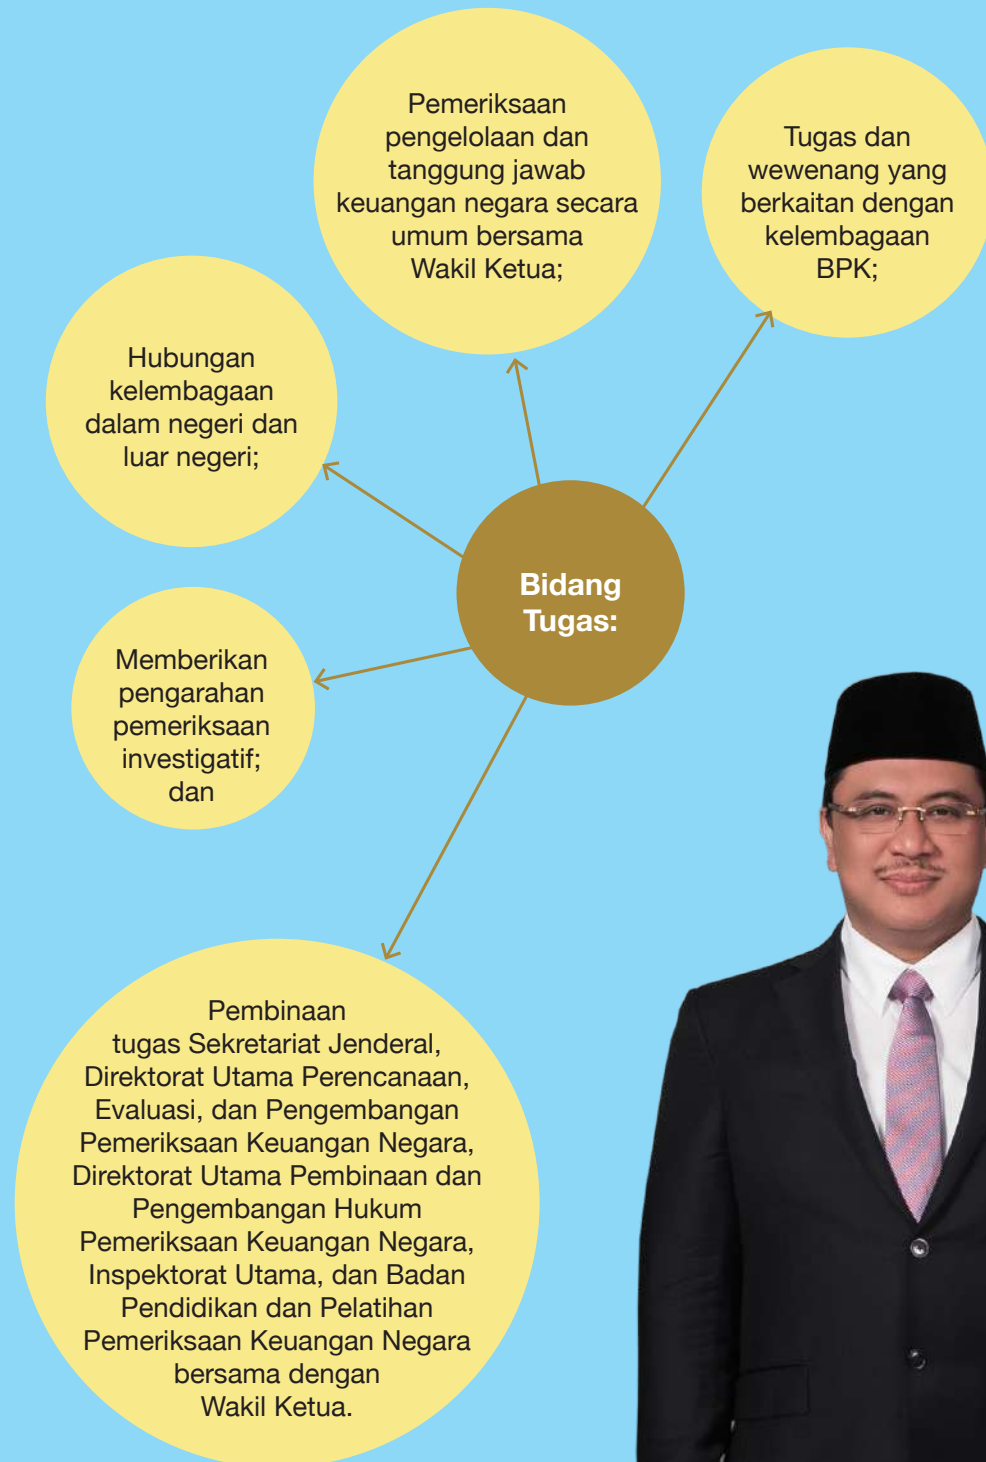 Pemeriksaan
pengelolaan dan
tanggung jawab
keuangan negara secara
umum bersama
Wakil Ketua;
Tugas dan
wewenang yang
berkaitan dengan
kelembagaan
BPK;
Hubungan
kelembagaan
dalam negeri dan
luar negeri;
Bidang
Tugas:
Memberikan
pengarahan
pemeriksaan
investigatif;
dan
Pembinaan
tugas Sekretariat Jenderal,
Direktorat Utama Perencanaan,
Evaluasi, dan Pengembangan
Pemeriksaan Keuangan Negara,
Direktorat Utama Pembinaan dan
Pengembangan Hukum
Pemeriksaan Keuangan Negara,
Inspektorat Utama, dan Badan
Pendidikan dan Pelatihan
Pemeriksaan Keuangan Negara
bersama dengan
Wakil Ketua.